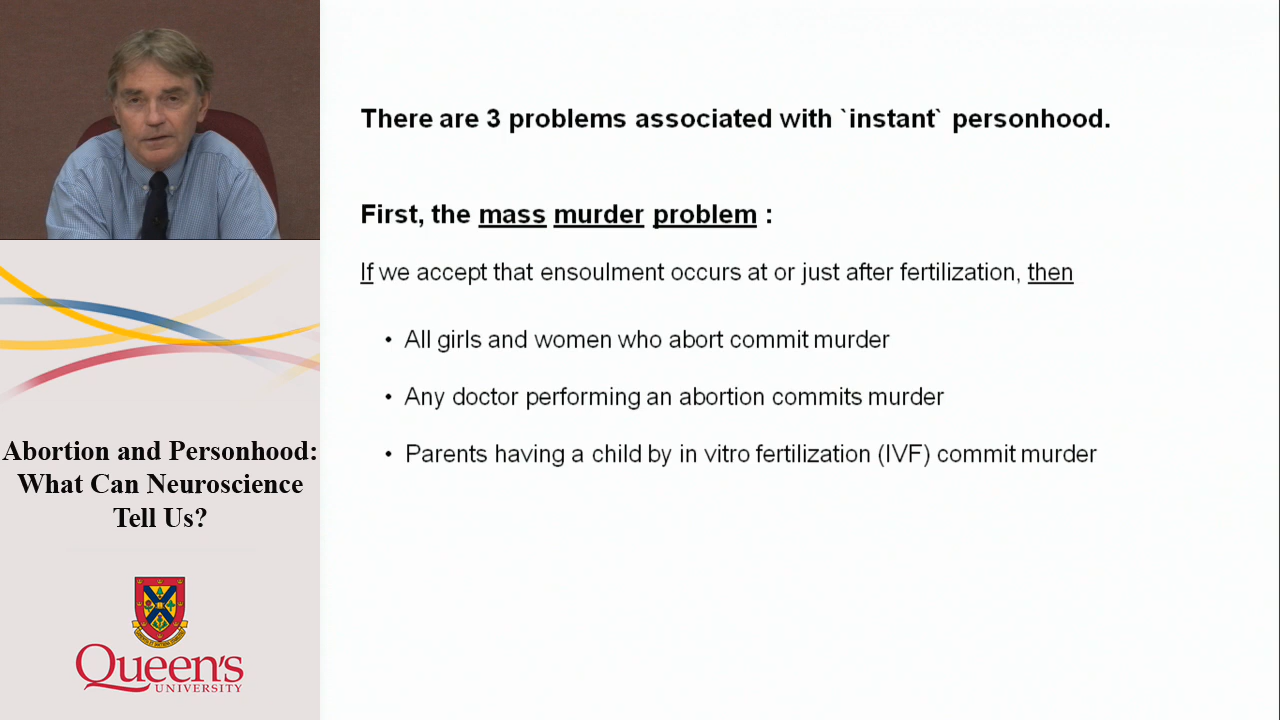 There are 3 problems associated with `instant` personhood.
First, the mass murder problem :
If we accept that ensoulment occurs at or just after fertilization, then
• All girls and women who abort commit murder
• Any doctor performing an abortion commits murder
• Parents having a child by in vitro fertilization (IVF) commit murder
Abortion and Personhood:
What Can Neuroscience
Tell Us?
Queen's
UNIVERSITY